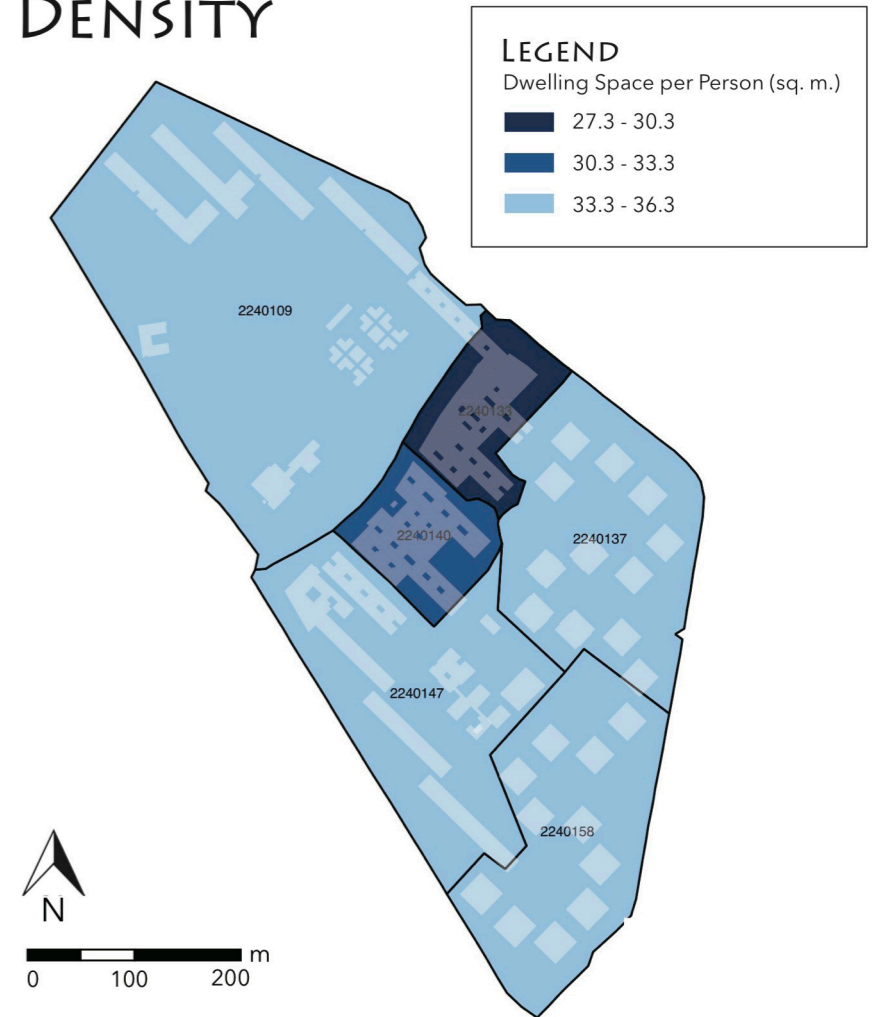 DENSITY
LEGEND
Dwelling Space per Person (sq. m.)
27.3 - 30.3
30.3 - 33.3
33.3 - 36.3
2240109
2240133
2240140
2240137
2240147
2240158
N
m
0 100 200